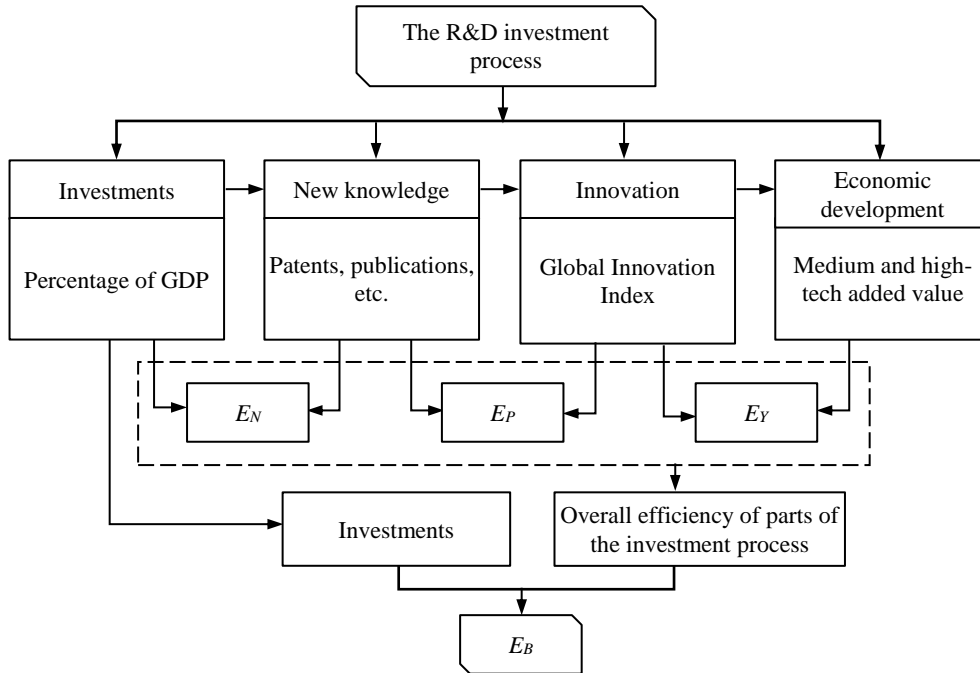 The R&D investment
process
Investments
New knowledge
Innovation
Economic
development
Percentage of GDP
Patents, publications,
etc.
Global Innovation
Index
Medium and high-
tech added value
EN
EP
EY
Investments
Overall efficiency of parts of
the investment process
EB